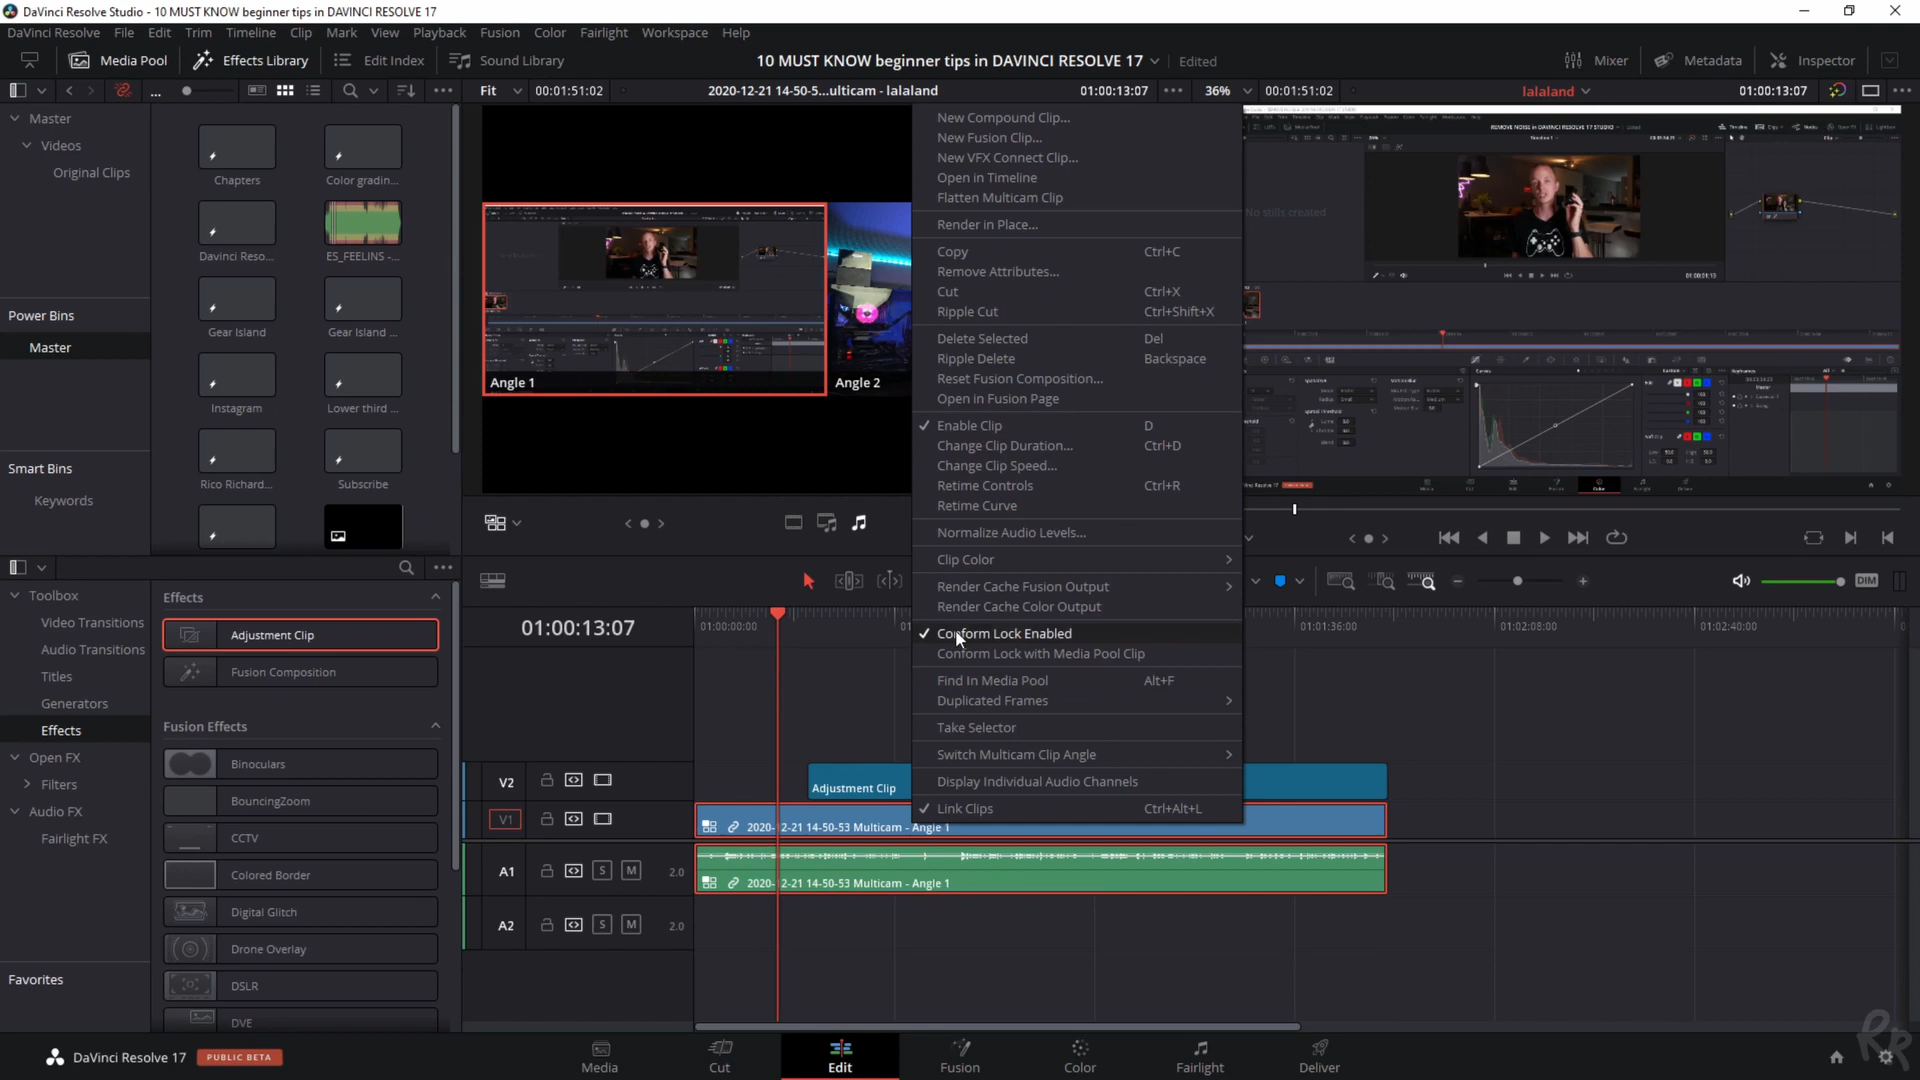 DaVinci Resolve Studio - 10 MUST KNOW beginner tips in DAVINCI RESOLVE 17
DaVinci Resolve File Edit Trim Timeline Clip Mark View Playback Fusion Color Fairlight Workspace Help
Media Pool Effects Library Edit Index Sound Library 10 MUST KNOW beginner tips in DAVINCI RESOLVE 17 Edited Mixer Metadata Inspector
Fit 00:01:51:02 2020-12-21 14-50-5...ulticam - lalaland 01:00:13:07 36% 00:01:51:02 lalaland 01:00:13:07
Master
Videos
Original Clips
Power Bins
Master
Smart Bins
Keywords
Chapters Color gradin...
Davinci Reso... ES_FEELINS -...
Gear Island Gear Island ...
Instagram Lower third ...
Rico Richard... Subscribe
Angle 1
Angle 2
New Compound Clip...
New Fusion Clip...
New VFX Connect Clip...
Open in Timeline
Flatten Multicam Clip
Render in Place...
Copy Ctrl+C
Remove Attributes...
Cut Ctrl+X
Ripple Cut Ctrl+Shift+X
Delete Selected Del
Ripple Delete Backspace
Reset Fusion Composition...
Open in Fusion Page
Enable Clip D
Change Clip Duration... Ctrl+D
Change Clip Speed...
Retime Controls Ctrl+R
Retime Curve
Normalize Audio Levels...
Clip Color
Render Cache Fusion Output
Render Cache Color Output
Conform Lock Enabled
Conform Lock with Media Pool Clip
Find In Media Pool Alt+F
Duplicated Frames
Take Selector
Switch Multicam Clip Angle
Display Individual Audio Channels
Link Clips Ctrl+Alt+L
REMOVE NOISE in DAVINCI RESOLVE 17 STUDIO
No stills created
01:00:01:13
DIM
Toolbox
Video Transitions
Audio Transitions
Titles
Generators
Effects
Open FX
Filters
Audio FX
Fairlight FX
Favorites
Effects
Adjustment Clip
Fusion Composition
Fusion Effects
Binoculars
BouncingZoom
CCTV
Colored Border
Digital Glitch
Drone Overlay
DSLR
DVE
01:00:13:07
01:00:00:00 01:01:36:00 01:02:08:00 01:02:40:00
V2 Adjustment Clip
V1 2020-12-21 14-50-53 Multicam - Angle 1
A1 S M 2.0 2020-12-21 14-50-53 Multicam - Angle 1
A2 S M 2.0
DaVinci Resolve 17 PUBLIC BETA
Media Cut Edit Fusion Color Fairlight Deliver
RR